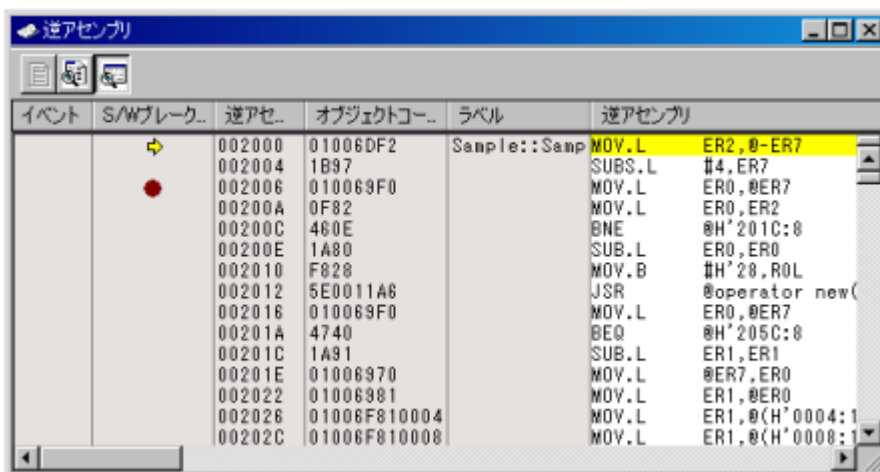 逆アセンブリ
イベント S/Wブレーク... 逆アセ... オブジェクトコー... ラベル 逆アセンブリ
002000 01006DF2 Sample::Samp MOV.L ER2,@-ER7
002004 1B97 SUBS.L #4,ER7
002006 010069F0 MOV.L ER0,@ER7
00200A 0F82 MOV.L ER0,ER2
00200C 460E BNE @H'201C:8
00200E 1A80 SUB.L ER0,ER0
002010 F828 MOV.B #H'28,R0L
002012 5E0011A6 JSR @operator new(
002016 010069F0 MOV.L ER0,@ER7
00201A 4740 BEQ @H'205C:8
00201C 1A91 SUB.L ER1,ER1
00201E 01006970 MOV.L @ER7,ER0
002022 01006981 MOV.L ER1,@ER0
002026 01006F810004 MOV.L ER1,@(H'0004:1
00202C 01006F810008 MOV.L ER1,@(H'0008:1